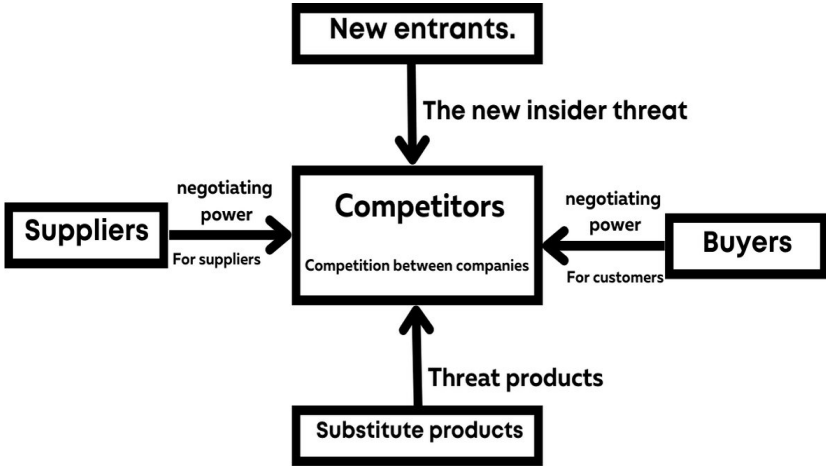 New entrants.
The new insider threat
Suppliers
negotiating
power
For suppliers
Competitors
Competition between companies
negotiating
power
For customers
Buyers
Threat products
Substitute products